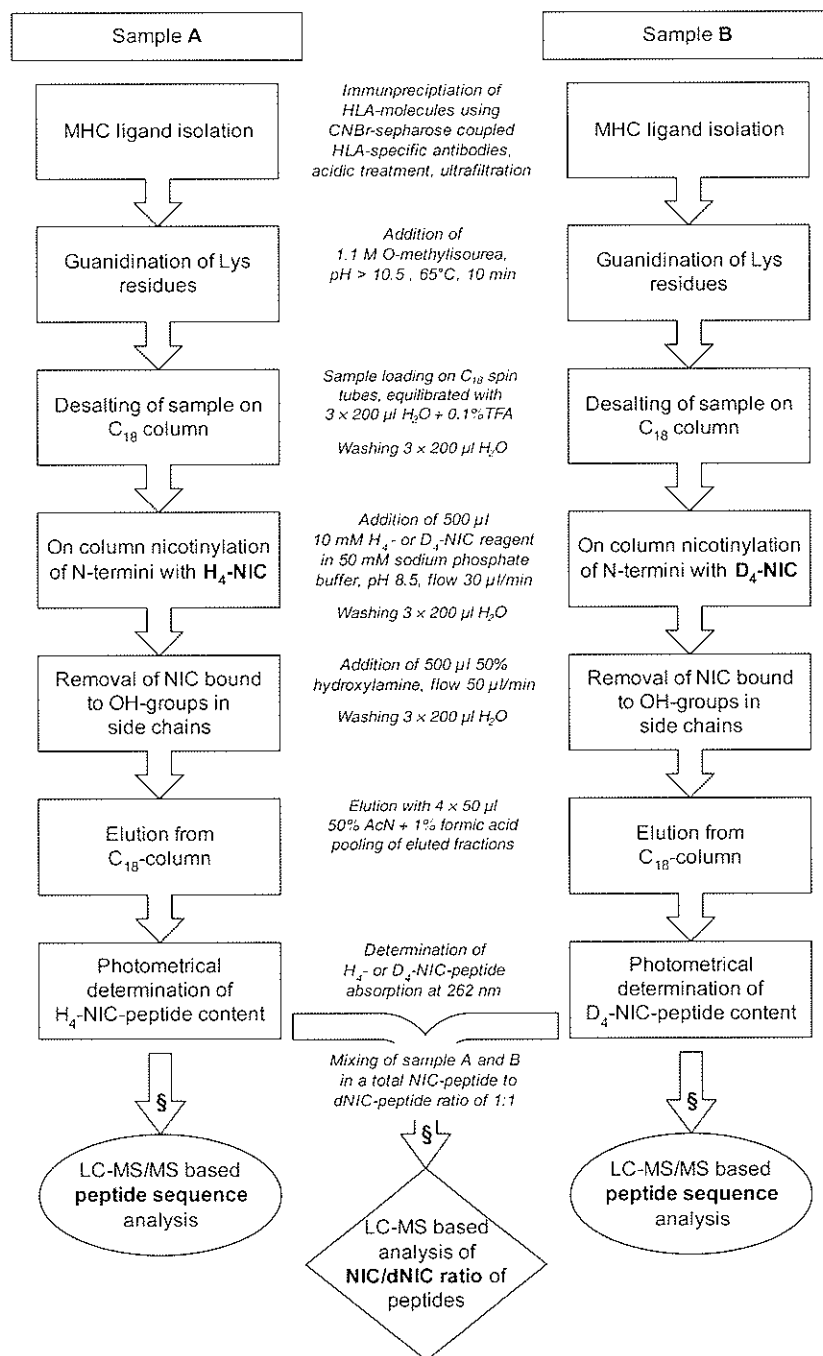 Sample A
Sample B
MHC ligand isolation
Immunpreciptiation of
HLA-molecules using
CNBr-sepharose coupled
HLA-specific antibodies,
acidic treatment, ultrafiltration
MHC ligand isolation
Guanidination of Lys
residues
Addition of
1.1 M O-methylisourea,
pH > 10.5 , 65°C, 10 min
Guanidination of Lys
residues
Desalting of sample on
C₁₈ column
Sample loading on C₁₈ spin
tubes, equilibrated with
3 × 200 µl H₂O + 0.1%TFA
Washing 3 × 200 µl H₂O
Desalting of sample on
C₁₈ column
On column nicotinylation
of N-termini with H₄-NIC
Addition of 500 µl
10 mM H₄- or D₄-NIC reagent
in 50 mM sodium phosphate
buffer, pH 8.5, flow 30 µl/min
Washing 3 × 200 µl H₂O
On column nicotinylation
of N-termini with D₄-NIC
Removal of NIC bound
to OH-groups in
side chains
Addition of 500 µl 50%
hydroxylamine, flow 50 µl/min
Washing 3 × 200 µl H₂O
Removal of NIC bound
to OH-groups in
side chains
Elution from
C₁₈-column
Elution with 4 × 50 µl
50% AcN + 1% formic acid
pooling of eluted fractions
Elution from
C₁₈-column
Photometrical
determination of
H₄-NIC-peptide content
Determination of
H₄- or D₄-NIC-peptide
absorption at 262 nm
Photometrical
determination of
D₄-NIC-peptide content
Mixing of sample A and B
in a total NIC-peptide to
dNIC-peptide ratio of 1:1
§
§
§
LC-MS/MS based
peptide sequence
analysis
LC-MS based
analysis of
NIC/dNIC ratio of
peptides
LC-MS/MS based
peptide sequence
analysis